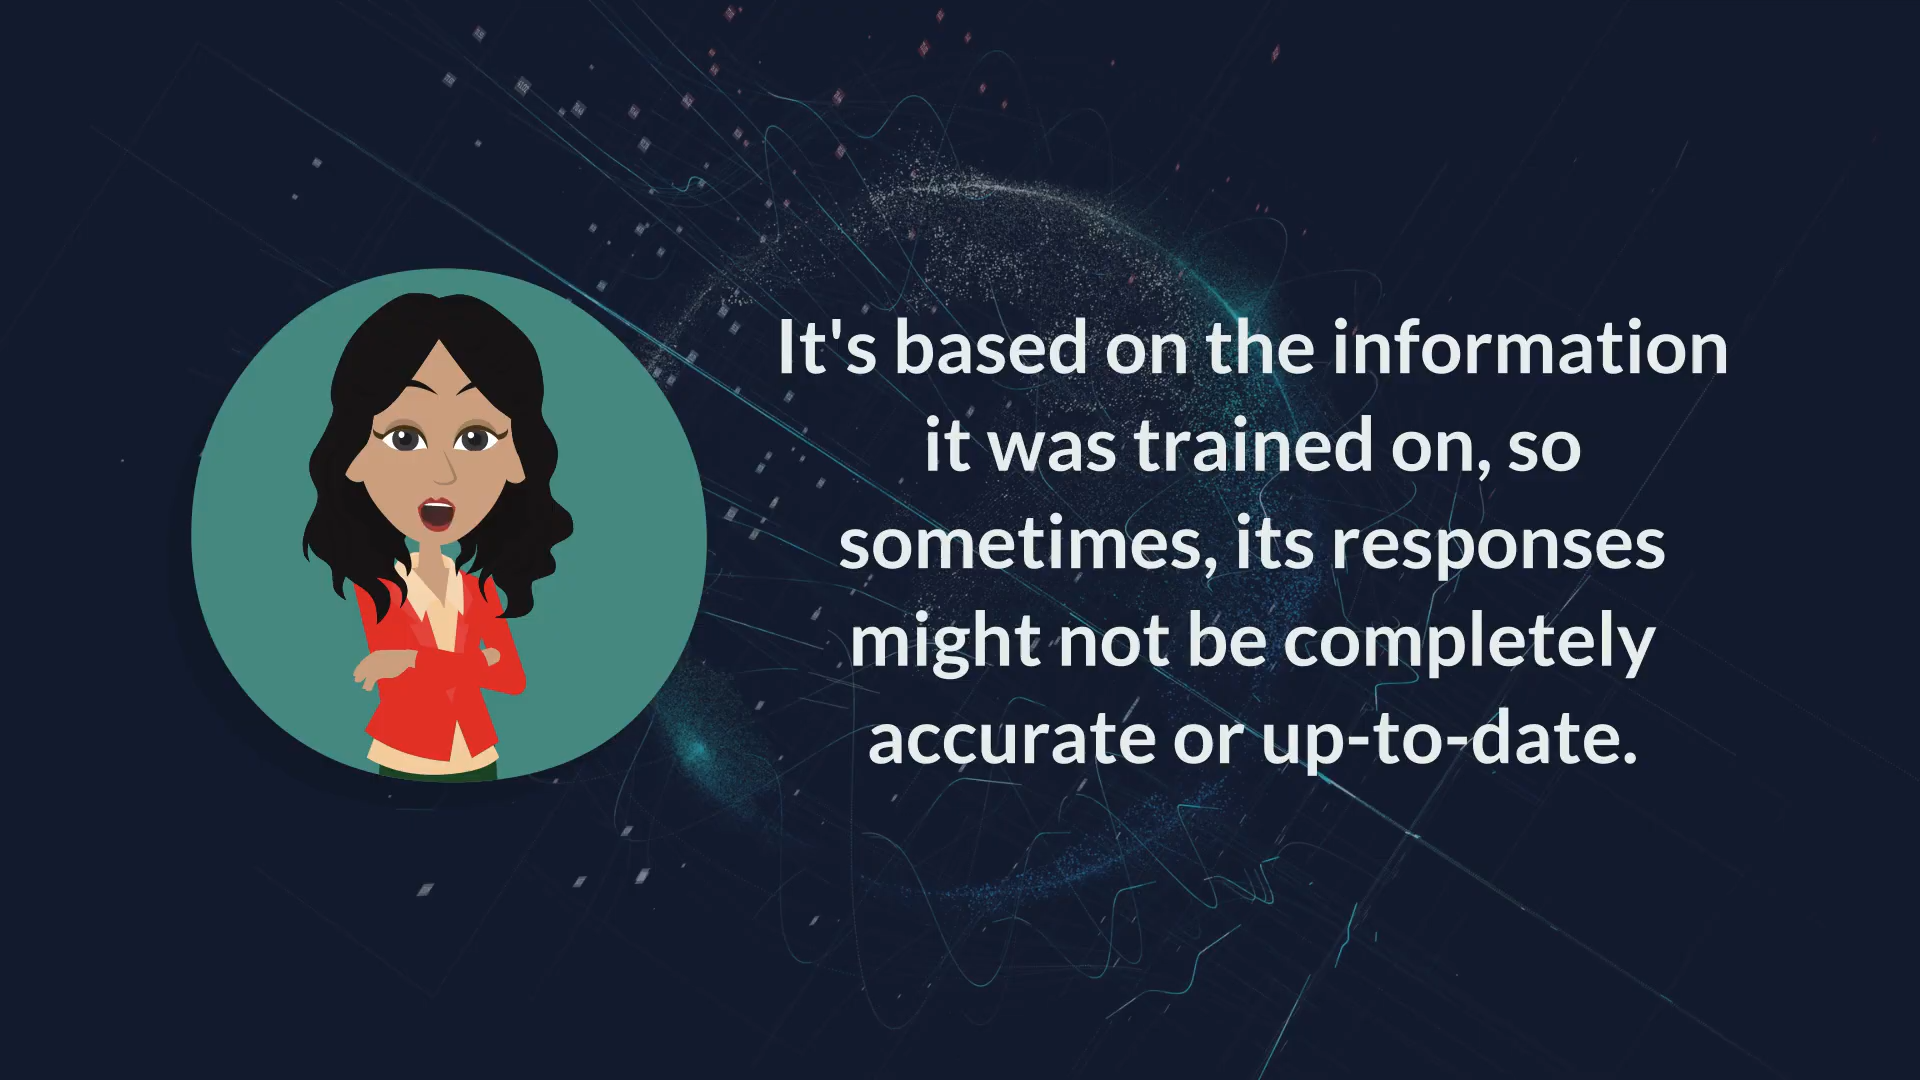 It's based on the information
it was trained on, so
sometimes, its responses
might not be completely
accurate or up-to-date.